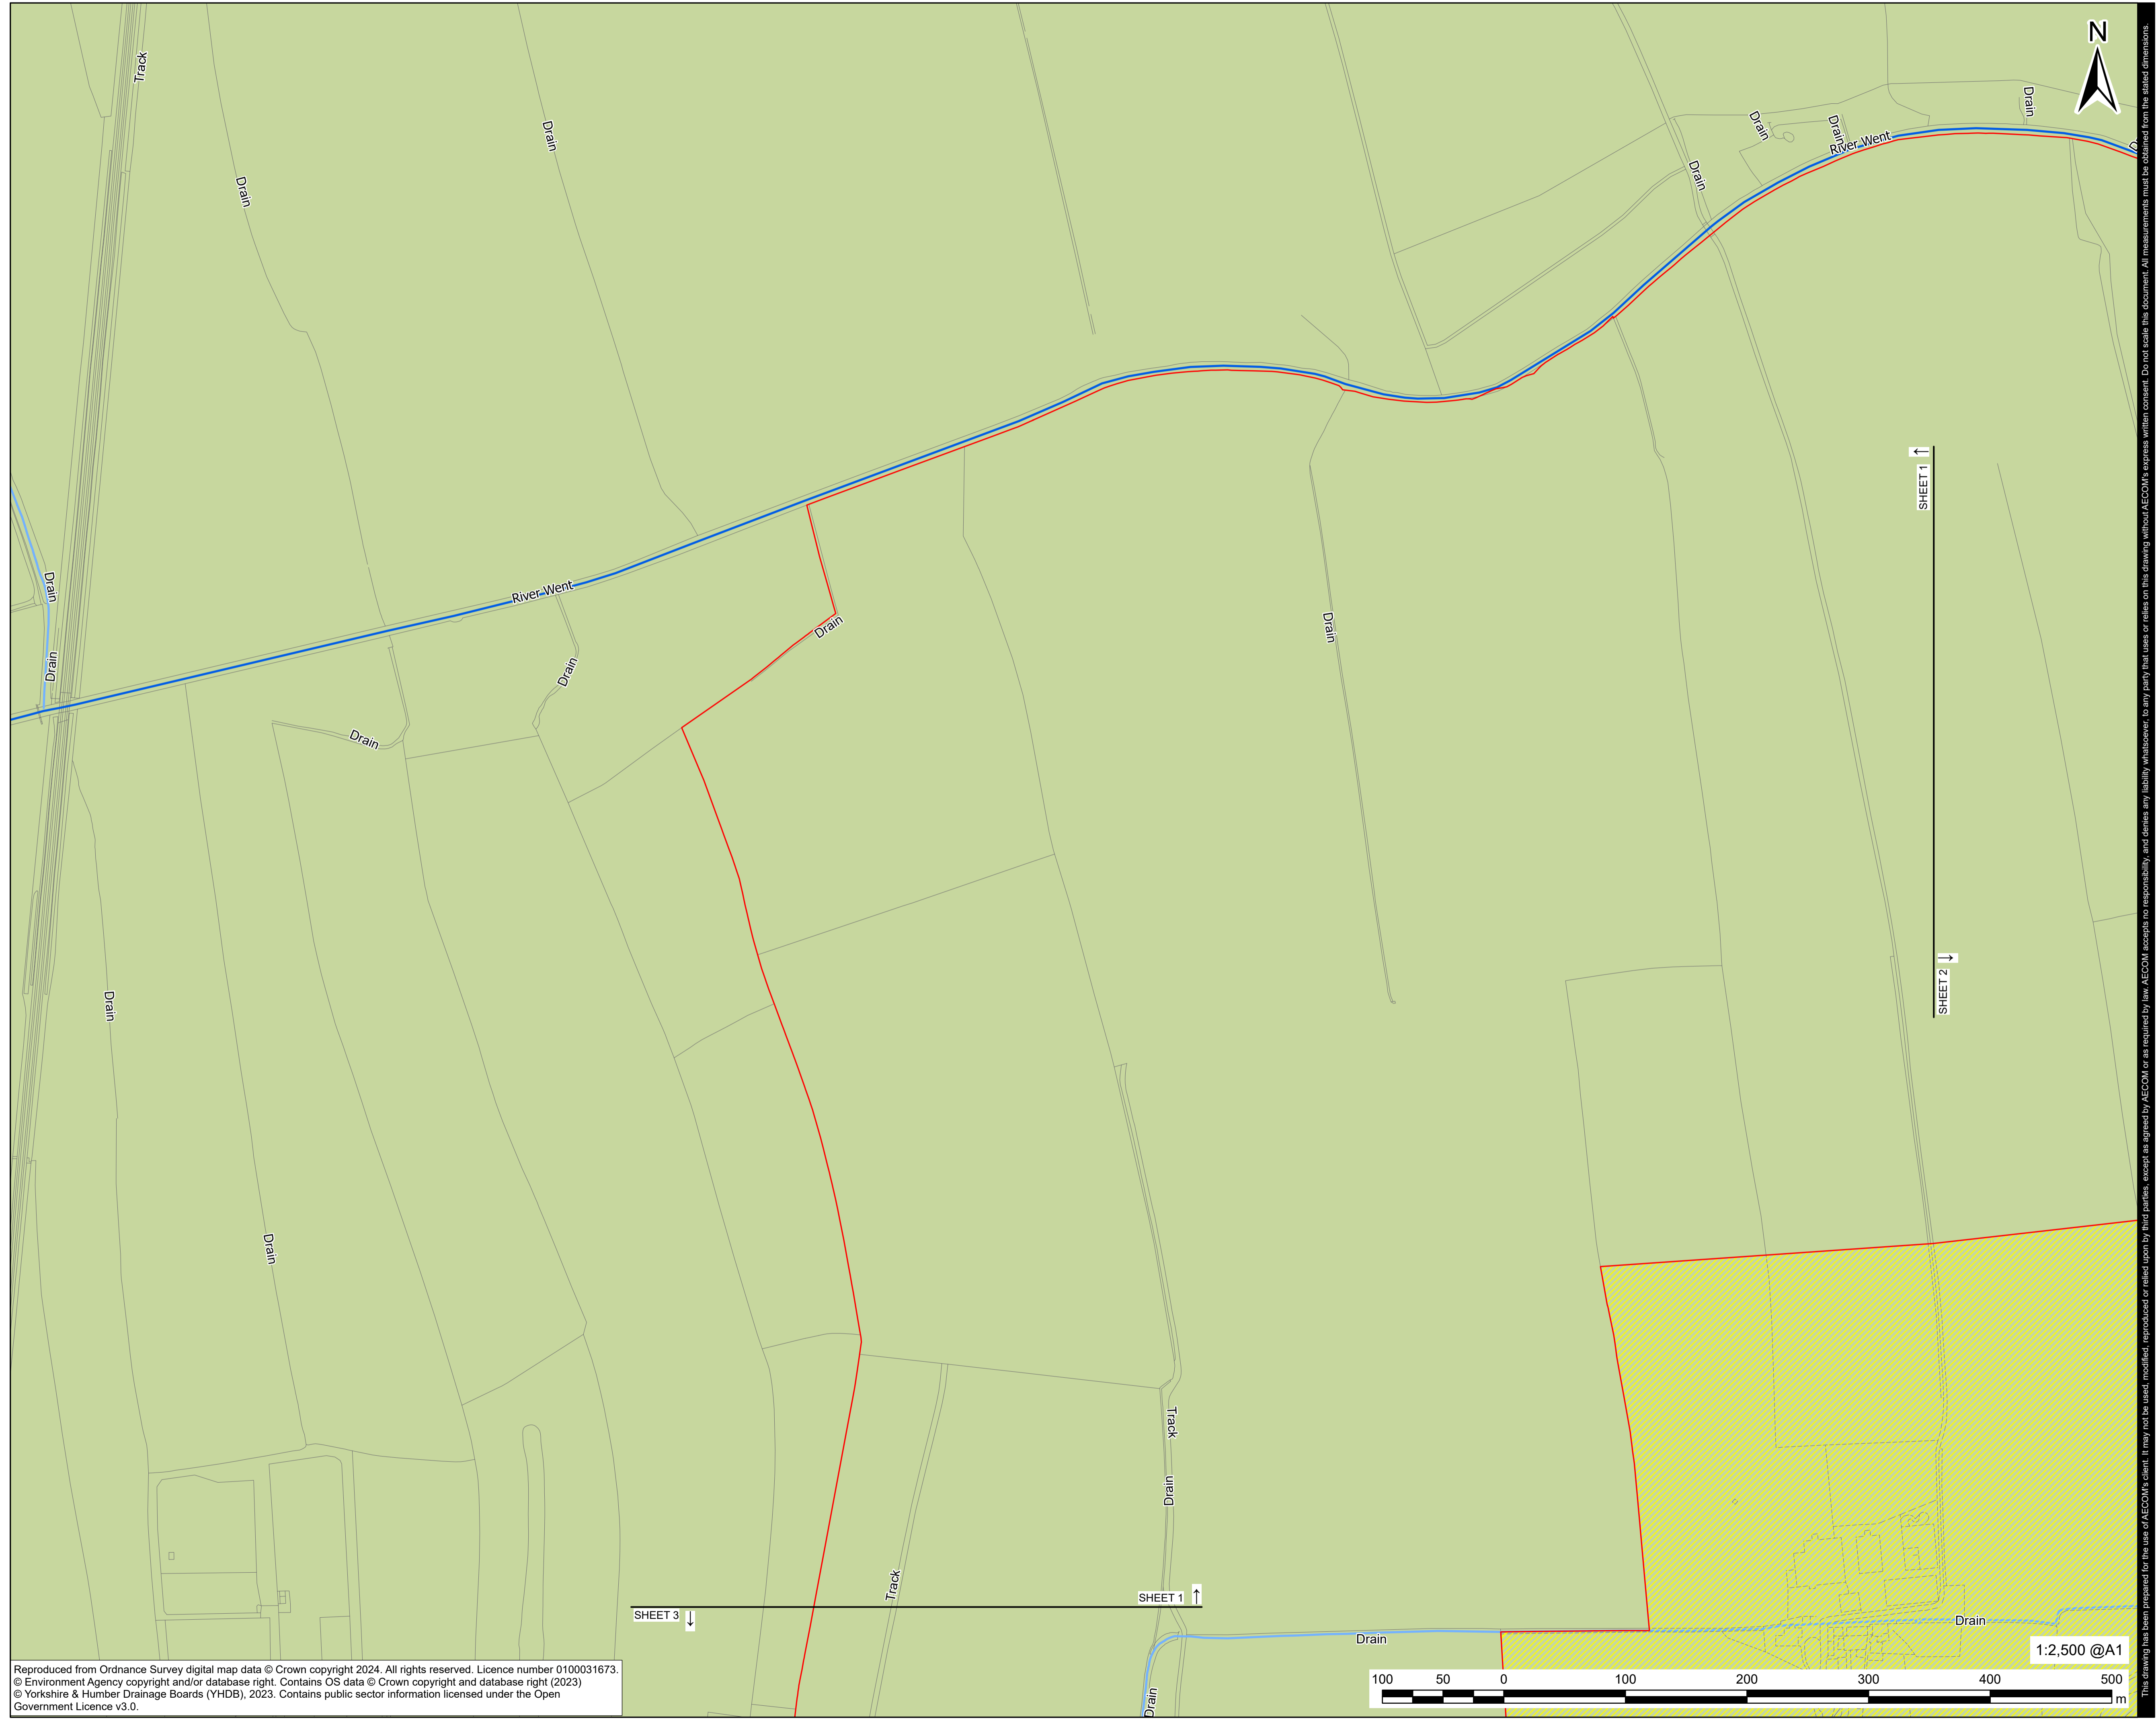 N
Track
Drain
Drain
Drain
Drain
Drain
Drain
River Went
Drain
Drain
River Went
Drain
Drain
Drain
Drain
Drain
Drain
SHEET 1
↑
SHEET 2
↓
Drain
Drain
Track
Drain
Track
SHEET 1 ↑
SHEET 3 ↓
Drain
Drain
Drain
1:2,500 @A1
100 50 0 100 200 300 400 500
m
Reproduced from Ordnance Survey digital map data © Crown copyright 2024. All rights reserved. Licence number 0100031673.
© Environment Agency copyright and/or database right. Contains OS data © Crown copyright and database right (2023)
© Yorkshire & Humber Drainage Boards (YHDB), 2023. Contains public sector information licensed under the Open
Government Licence v3.0.
This drawing has been prepared for the use of AECOM's client. It may not be used, modified, reproduced or relied upon by third parties, except as agreed by AECOM or as required by law. AECOM accepts no responsibility, and denies any liability whatsoever, to any party that uses or relies on this drawing without AECOM's express written consent. Do not scale this document. All measurements must be obtained from the stated dimensions.